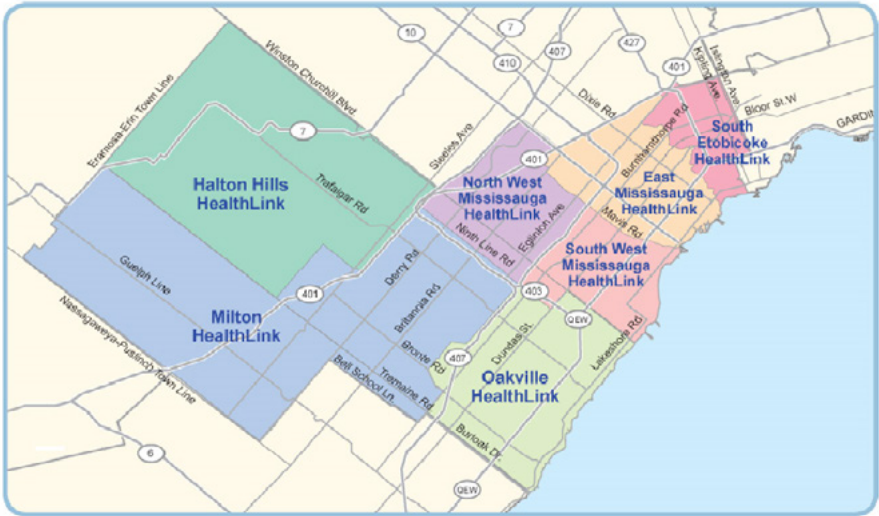 10
7
407
427
410
401
Islington Ave
Kipling Ave
Winston Churchill Blvd
Dixie Rd
Bloor St.W
Eramosa-Erin Town Line
Steeles Ave
Burnhamthorpe Rd
GARDIN
7
South
Etobicoke
HealthLink
401
Halton Hills
HealthLink
Trafalgar Rd
North West
Mississauga
HealthLink
East
Mississauga
HealthLink
Eglinton Ave
Mavis Rd
Ninth Line Rd
South West
Mississauga
HealthLink
Guelph Line
Derry Rd
401
403
Britannia Rd
QEW
Milton
HealthLink
Nassagaweya-Puslinch Town Line
Bronte Rd
407
Dundas St.
Lakeshore Rd
Bell School Ln.
Tremaine Rd
Oakville
HealthLink
Burloak Dr.
6
QEW